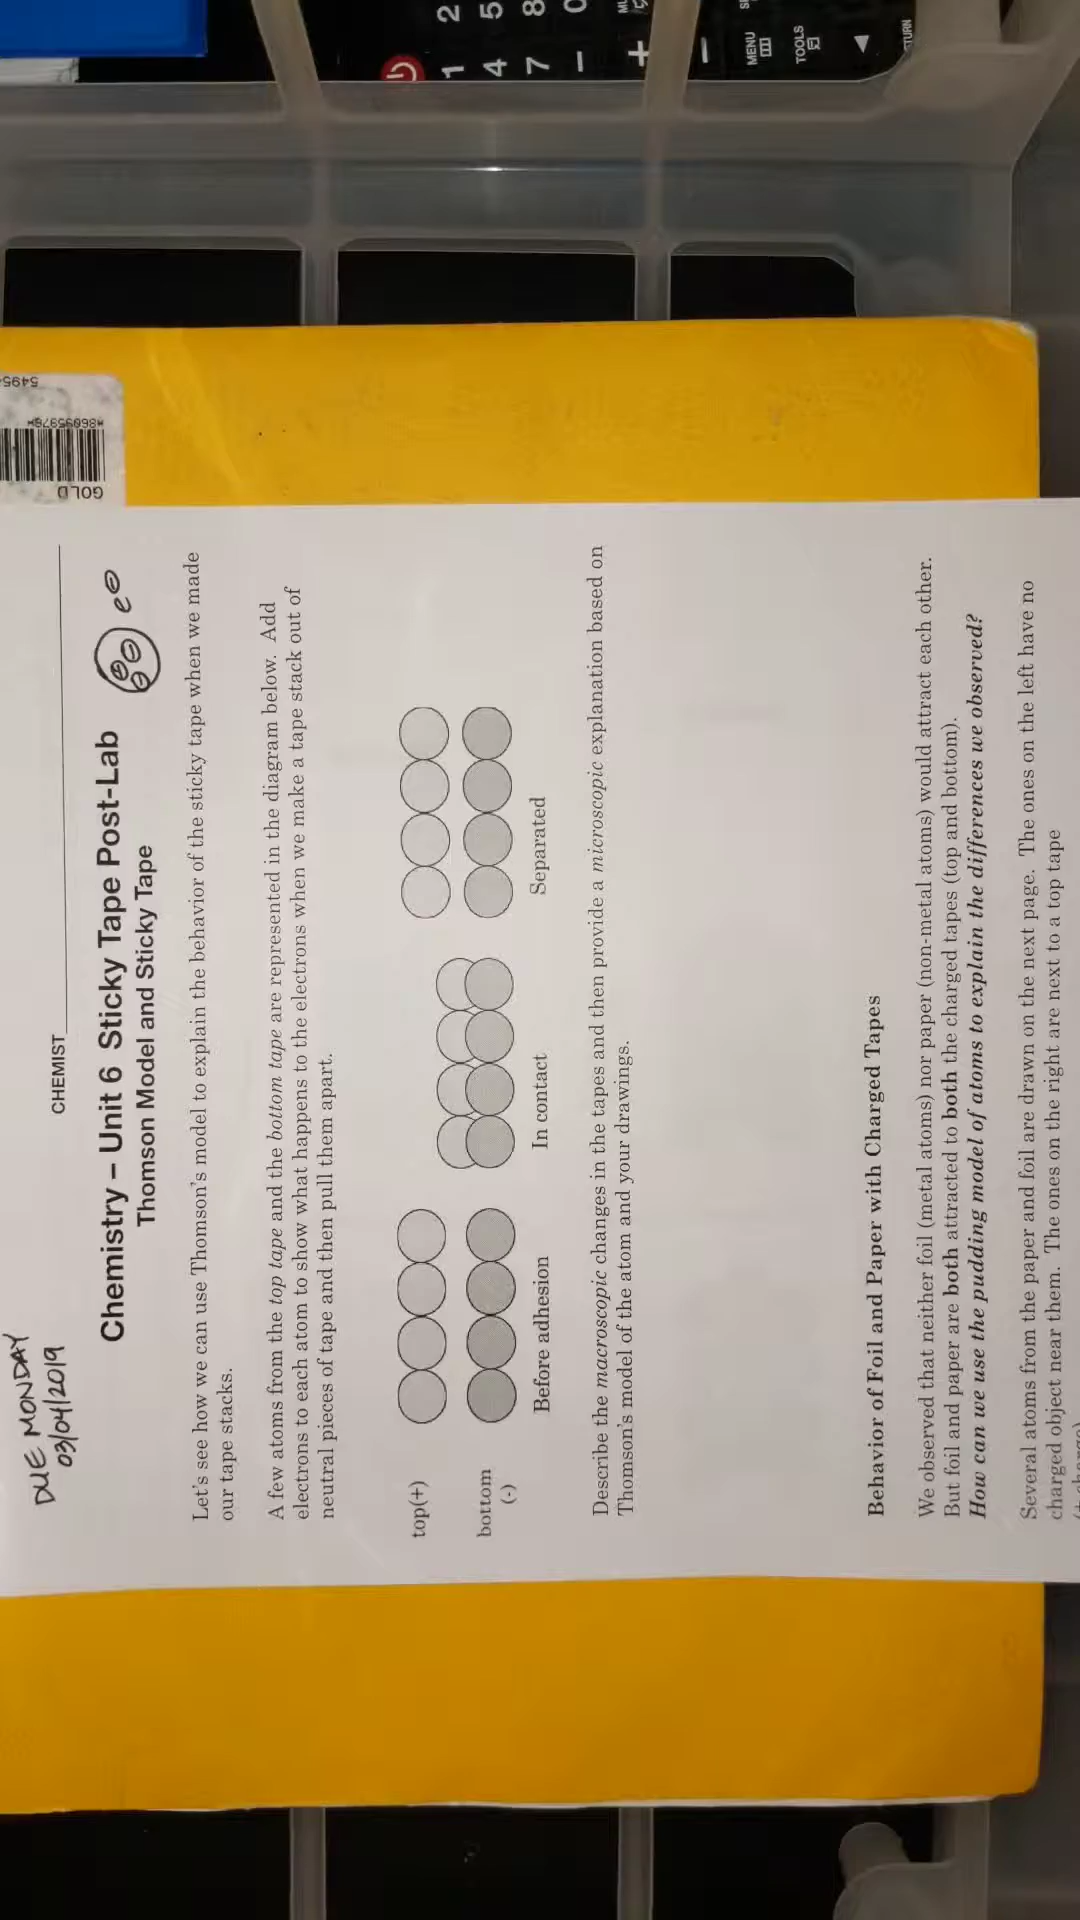 DUE MONDAY
03/04/2019
CHEMIST
Chemistry – Unit 6 Sticky Tape Post-Lab
Thomson Model and Sticky Tape
e
Let's see how we can use Thomson's model to explain the behavior of the sticky tape when we made
our tape stacks.
A few atoms from the top tape and the bottom tape are represented in the diagram below. Add
electrons to each atom to show what happens to the electrons when we make a tape stack out of
neutral pieces of tape and then pull them apart.
top(+)
bottom
(-)
Before adhesion
In contact
Separated
Describe the macroscopic changes in the tapes and then provide a microscopic explanation based on
Thomson's model of the atom and your drawings.
Behavior of Foil and Paper with Charged Tapes
We observed that neither foil (metal atoms) nor paper (non-metal atoms) would attract each other.
But foil and paper are both attracted to both the charged tapes (top and bottom).
How can we use the pudding model of atoms to explain the differences we observed?
Several atoms from the paper and foil are drawn on the next page. The ones on the left have no
charged object near them. The ones on the right are next to a top tape
GOLD
*860955978*
5495
1 2
4 5
7 8
– 0
+
–
MENU
TOOLS
TURN